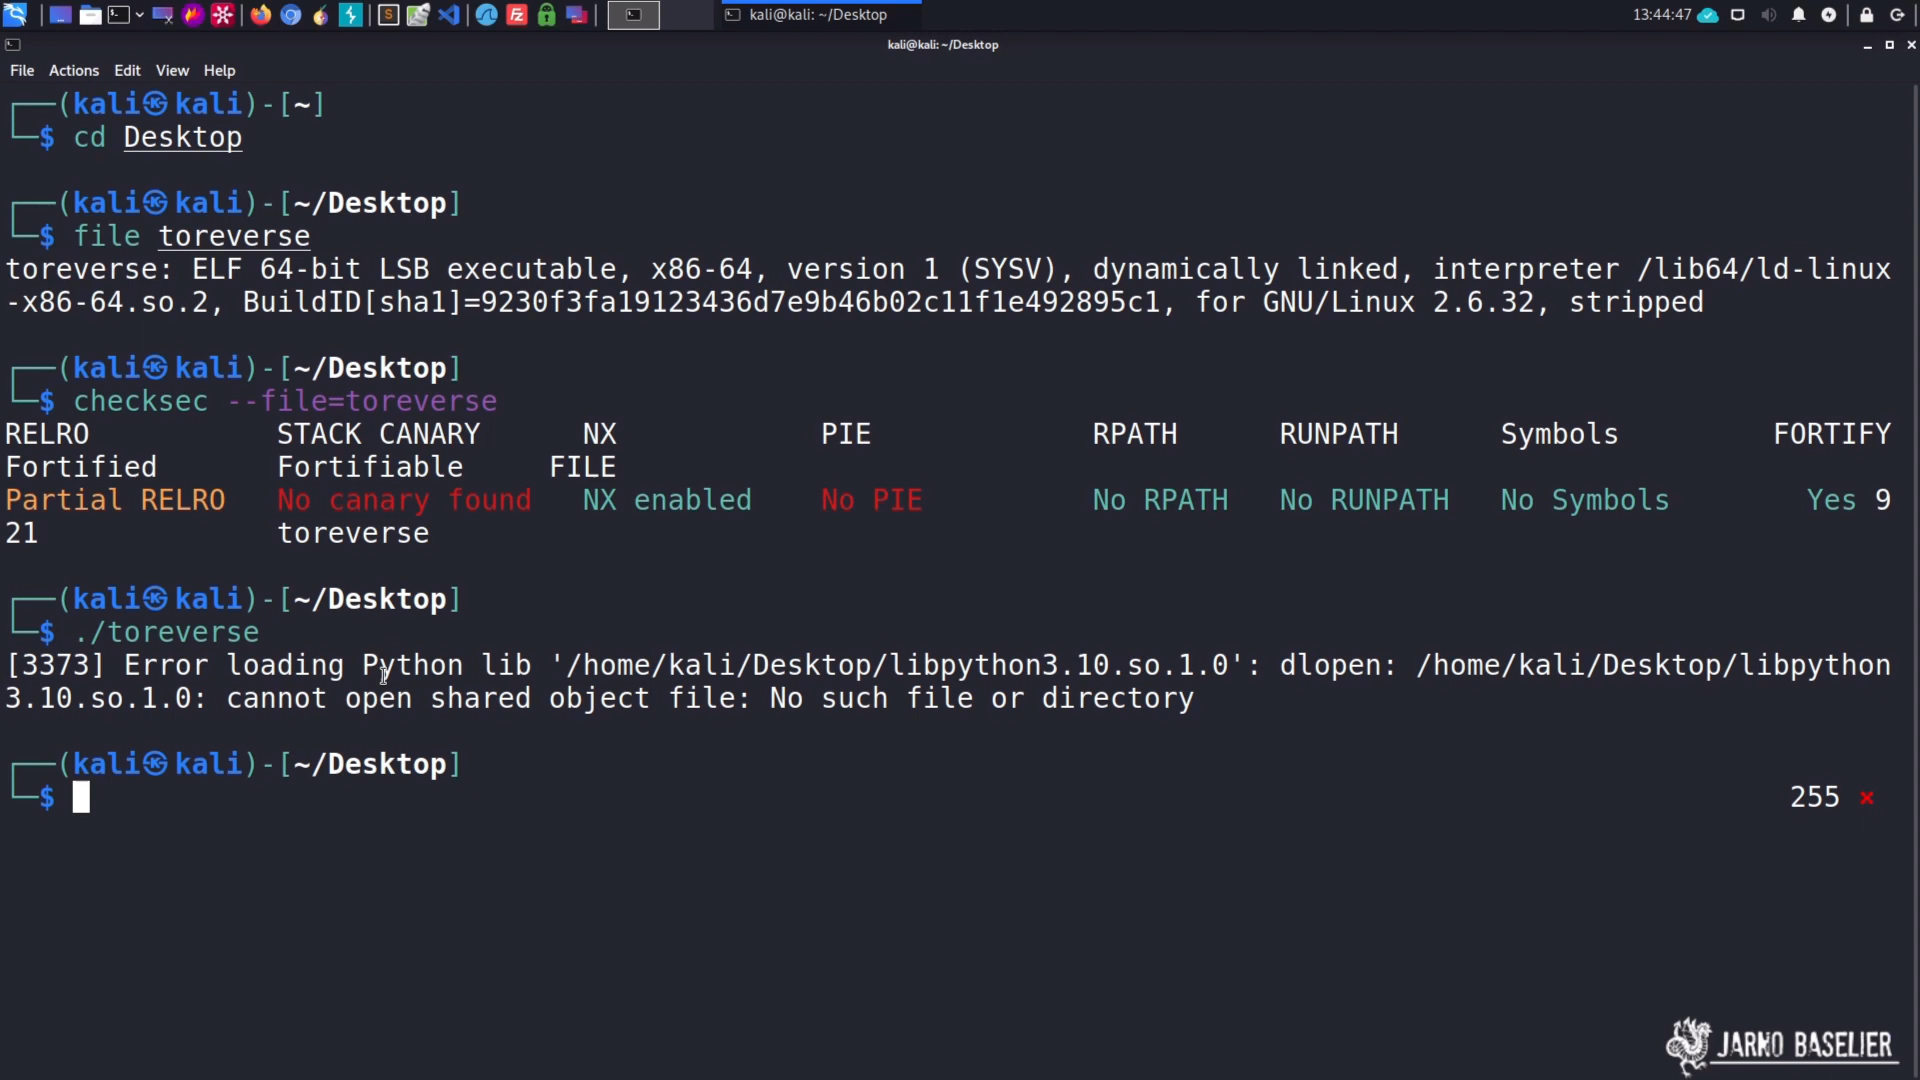 kali@kali: ~/Desktop
13:44:47
kali@kali: ~/Desktop
File Actions Edit View Help
(kali㉿kali)-[~]
$ cd Desktop
(kali㉿kali)-[~/Desktop]
$ file toreverse
toreverse: ELF 64-bit LSB executable, x86-64, version 1 (SYSV), dynamically linked, interpreter /lib64/ld-linux
-x86-64.so.2, BuildID[sha1]=9230f3fa19123436d7e9b46b02c11f1e492895c1, for GNU/Linux 2.6.32, stripped
(kali㉿kali)-[~/Desktop]
$ checksec --file=toreverse
RELRO STACK CANARY NX PIE RPATH RUNPATH Symbols FORTIFY
Fortified Fortifiable FILE
Partial RELRO No canary found NX enabled No PIE No RPATH No RUNPATH No Symbols Yes 9
21 toreverse
(kali㉿kali)-[~/Desktop]
$ ./toreverse
[3373] Error loading Python lib '/home/kali/Desktop/libpython3.10.so.1.0': dlopen: /home/kali/Desktop/libpython
3.10.so.1.0: cannot open shared object file: No such file or directory
(kali㉿kali)-[~/Desktop]
$ 255 ×
JARNO BASELIER